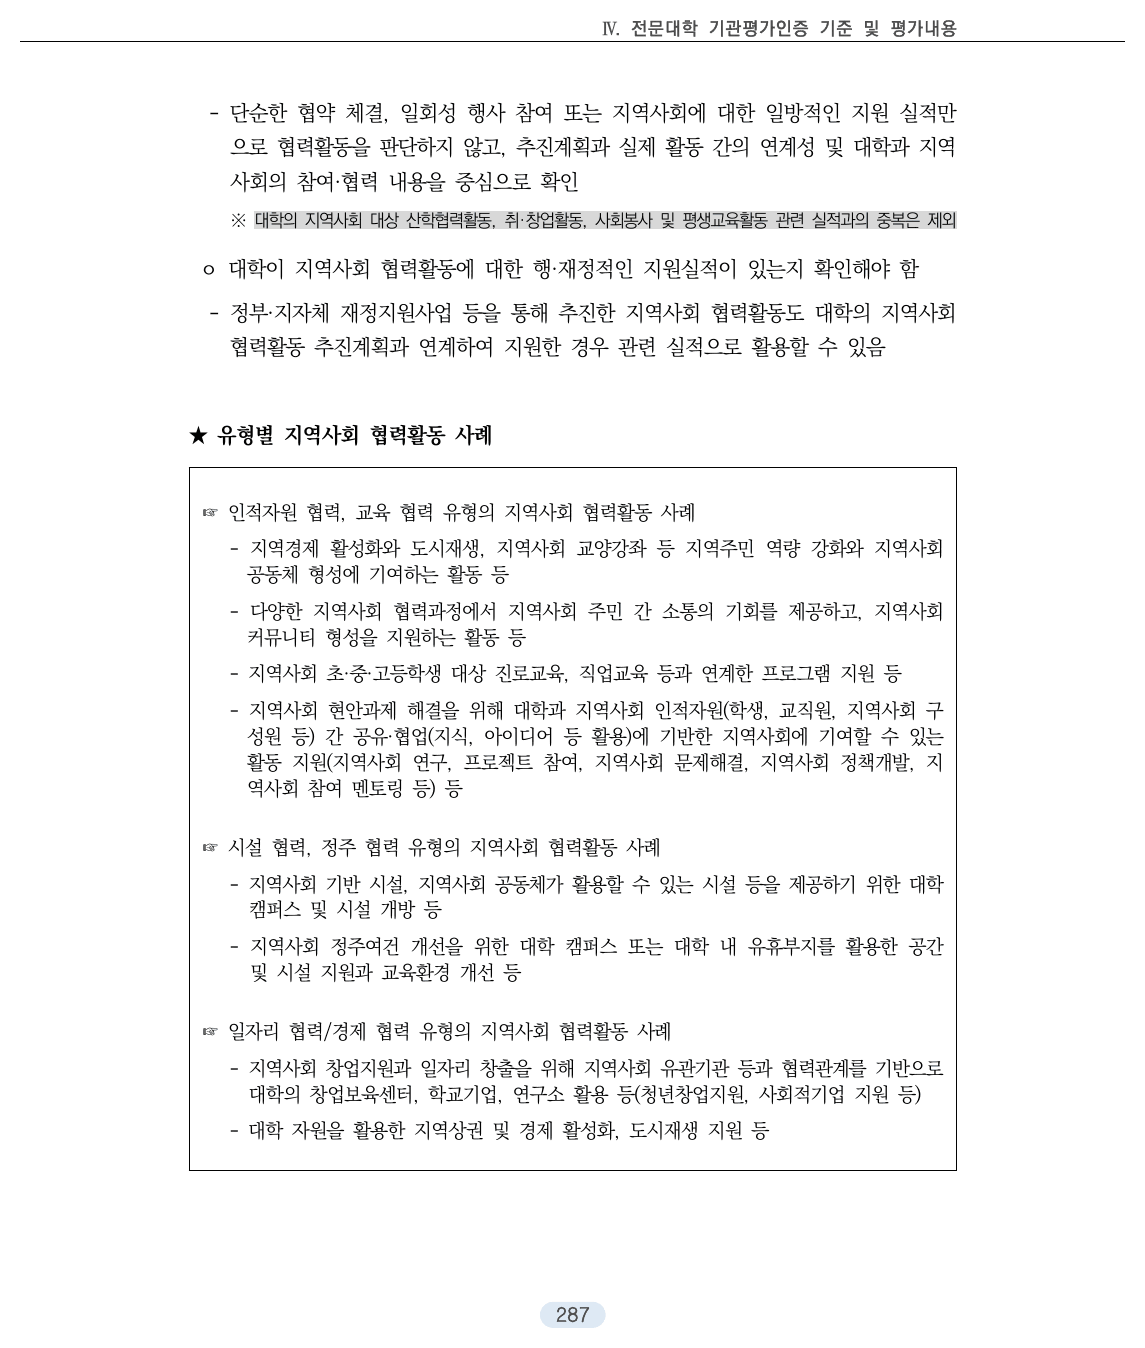 Ⅳ. 전문대학 기관평가인증 기준 및 평가내용
- 단순한 협약 체결, 일회성 행사 참여 또는 지역사회에 대한 일방적인 지원 실적만
으로 협력활동을 판단하지 않고, 추진계획과 실제 활동 간의 연계성 및 대학과 지역
사회의 참여·협력 내용을 중심으로 확인
※ 대학의 지역사회 대상 산학협력활동, 취·창업활동, 사회봉사 및 평생교육활동 관련 실적과의 중복은 제외
ㅇ 대학이 지역사회 협력활동에 대한 행·재정적인 지원실적이 있는지 확인해야 함
- 정부·지자체 재정지원사업 등을 통해 추진한 지역사회 협력활동도 대학의 지역사회
협력활동 추진계획과 연계하여 지원한 경우 관련 실적으로 활용할 수 있음
★ 유형별 지역사회 협력활동 사례
☞ 인적자원 협력, 교육 협력 유형의 지역사회 협력활동 사례
- 지역경제 활성화와 도시재생, 지역사회 교양강좌 등 지역주민 역량 강화와 지역사회
공동체 형성에 기여하는 활동 등
- 다양한 지역사회 협력과정에서 지역사회 주민 간 소통의 기회를 제공하고, 지역사회
커뮤니티 형성을 지원하는 활동 등
- 지역사회 초·중·고등학생 대상 진로교육, 직업교육 등과 연계한 프로그램 지원 등
- 지역사회 현안과제 해결을 위해 대학과 지역사회 인적자원(학생, 교직원, 지역사회 구
성원 등) 간 공유·협업(지식, 아이디어 등 활용)에 기반한 지역사회에 기여할 수 있는
활동 지원(지역사회 연구, 프로젝트 참여, 지역사회 문제해결, 지역사회 정책개발, 지
역사회 참여 멘토링 등) 등
☞ 시설 협력, 정주 협력 유형의 지역사회 협력활동 사례
- 지역사회 기반 시설, 지역사회 공동체가 활용할 수 있는 시설 등을 제공하기 위한 대학
캠퍼스 및 시설 개방 등
- 지역사회 정주여건 개선을 위한 대학 캠퍼스 또는 대학 내 유휴부지를 활용한 공간
및 시설 지원과 교육환경 개선 등
☞ 일자리 협력/경제 협력 유형의 지역사회 협력활동 사례
- 지역사회 창업지원과 일자리 창출을 위해 지역사회 유관기관 등과 협력관계를 기반으로
대학의 창업보육센터, 학교기업, 연구소 활용 등(청년창업지원, 사회적기업 지원 등)
- 대학 자원을 활용한 지역상권 및 경제 활성화, 도시재생 지원 등
287